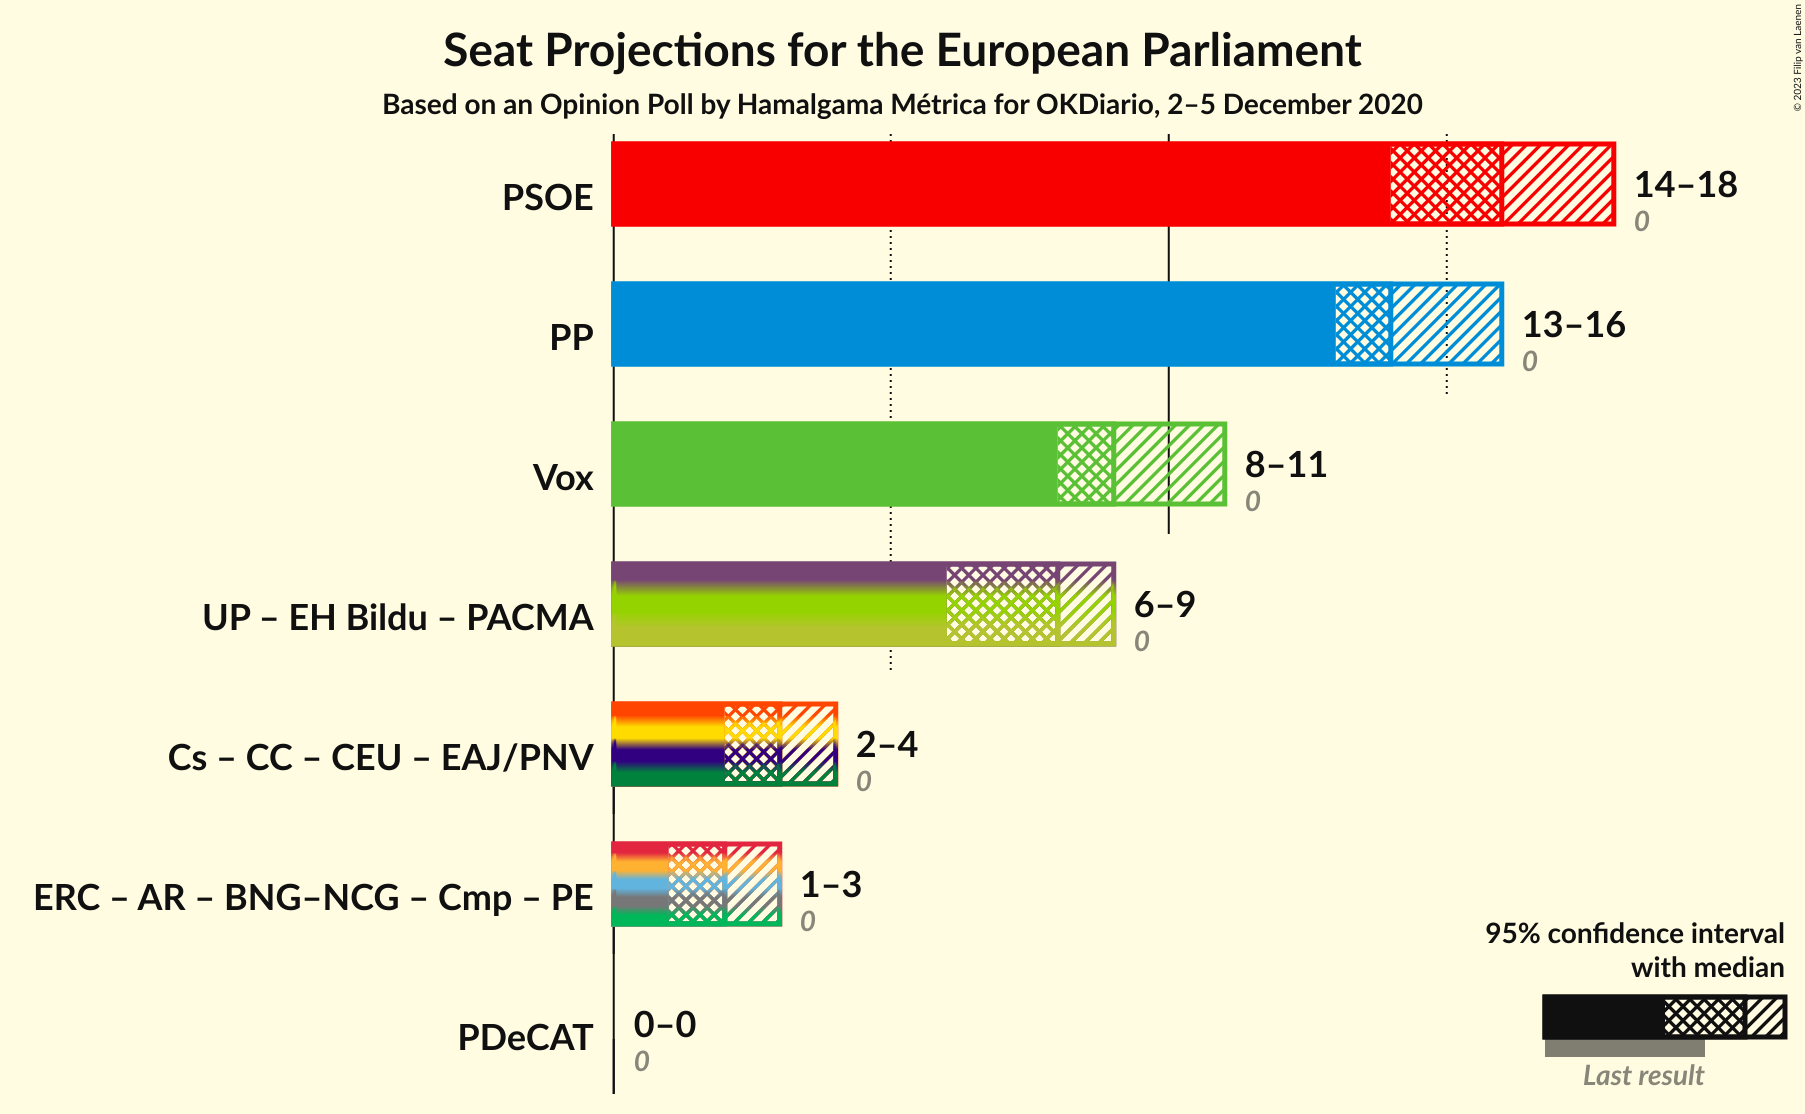 Seat Projections for the European Parliament
Based on an Opinion Poll by Hamalgama Métrica for OKDiario, 2–5 December 2020
© 2023 Filip van Laenen
PSOE
14–18
0
PP
13–16
0
Vox
8–11
0
UP – EH Bildu – PACMA
6–9
0
Cs – CC – CEU – EAJ/PNV
2–4
0
ERC – AR – BNG–NCG – Cmp – PE
1–3
0
PDeCAT
0–0
0
95% confidence interval
with median
Last result